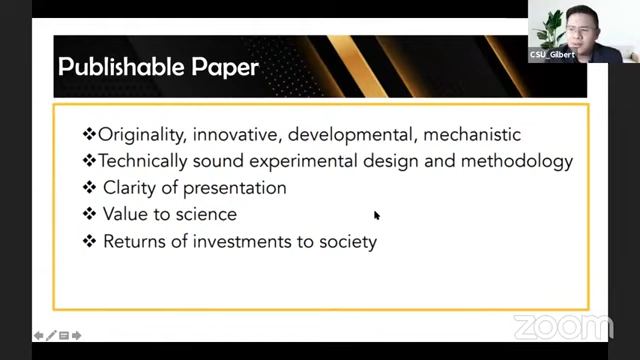 CSU_Gilbert
Publishable Paper
❖Originality, innovative, developmental, mechanistic
❖Technically sound experimental design and methodology
❖ Clarity of presentation
❖ Value to science
❖ Returns of investments to society
zoom